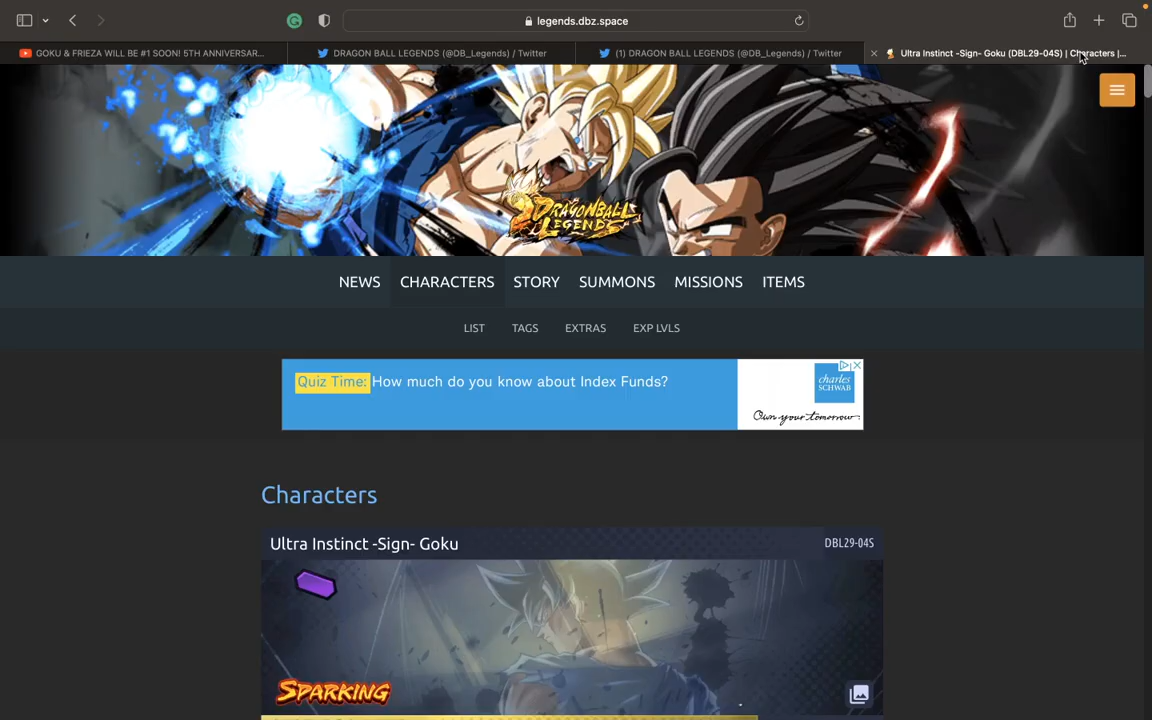 legends.dbz.space
GOKU & FRIEZA WILL BE #1 SOON! 5TH ANNIVERSAR...
DRAGON BALL LEGENDS (@DB_Legends) / Twitter
(1) DRAGON BALL LEGENDS (@DB_Legends) / Twitter
Ultra Instinct -Sign- Goku (DBL29-04S) | Characters |...
DRAGONBALL
LEGENDS
NEWS CHARACTERS STORY SUMMONS MISSIONS ITEMS
LIST TAGS EXTRAS EXP LVLS
Quiz Time: How much do you know about Index Funds?
charles
SCHWAB
Own your tomorrow.
Characters
Ultra Instinct -Sign- Goku DBL29-04S
SPARKING